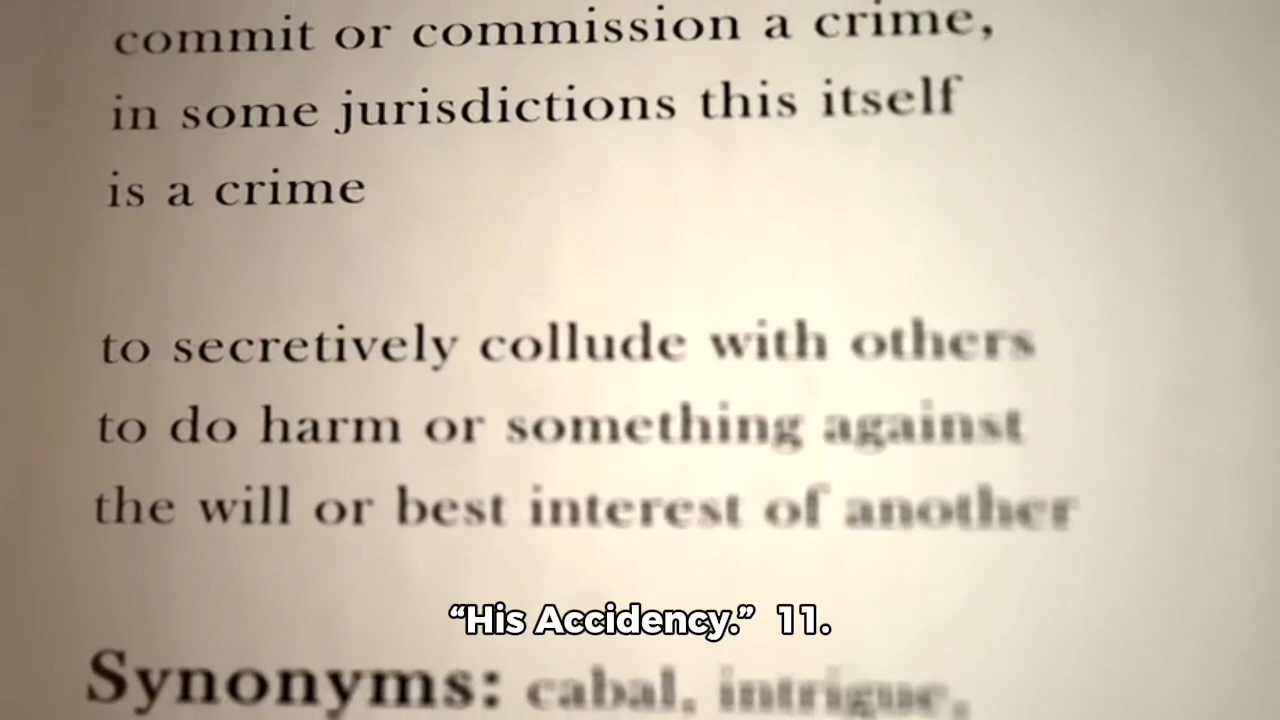 commit or commission a crime,
in some jurisdictions this itself
is a crime
to secretively collude with others
to do harm or something against
the will or best interest of another
“His Accidency.” 11.
Synonyms: cabal, intrigue,